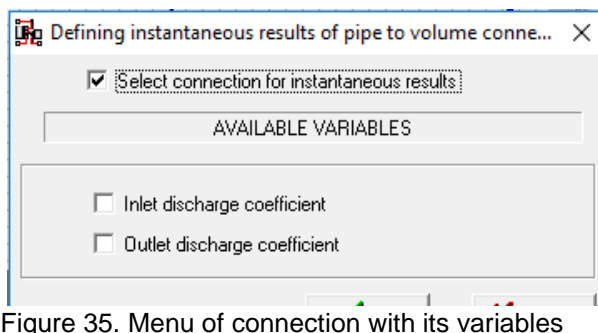 Defining instantaneous results of pipe to volume conne...
Select connection for instantaneous results
AVAILABLE VARIABLES
Inlet discharge coefficient
Outlet discharge coefficient
Figure 35. Menu of connection with its variables